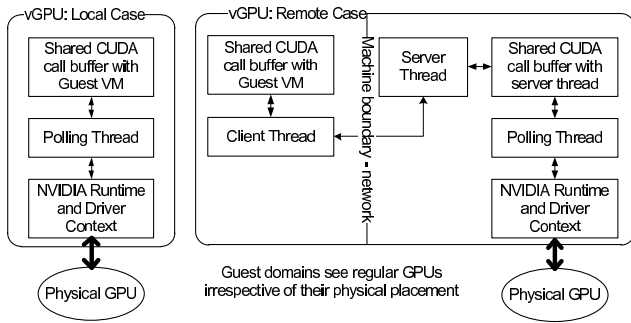 vGPU: Local Case
Shared CUDA
call buffer with
Guest VM
Polling Thread
NVIDIA Runtime
and Driver
Context
Physical GPU
vGPU: Remote Case
Shared CUDA
call buffer with
Guest VM
Client Thread
Machine boundary - network
Server
Thread
Shared CUDA
call buffer with
server thread
Polling Thread
NVIDIA Runtime
and Driver
Context
Physical GPU
Guest domains see regular GPUs
irrespective of their physical placement